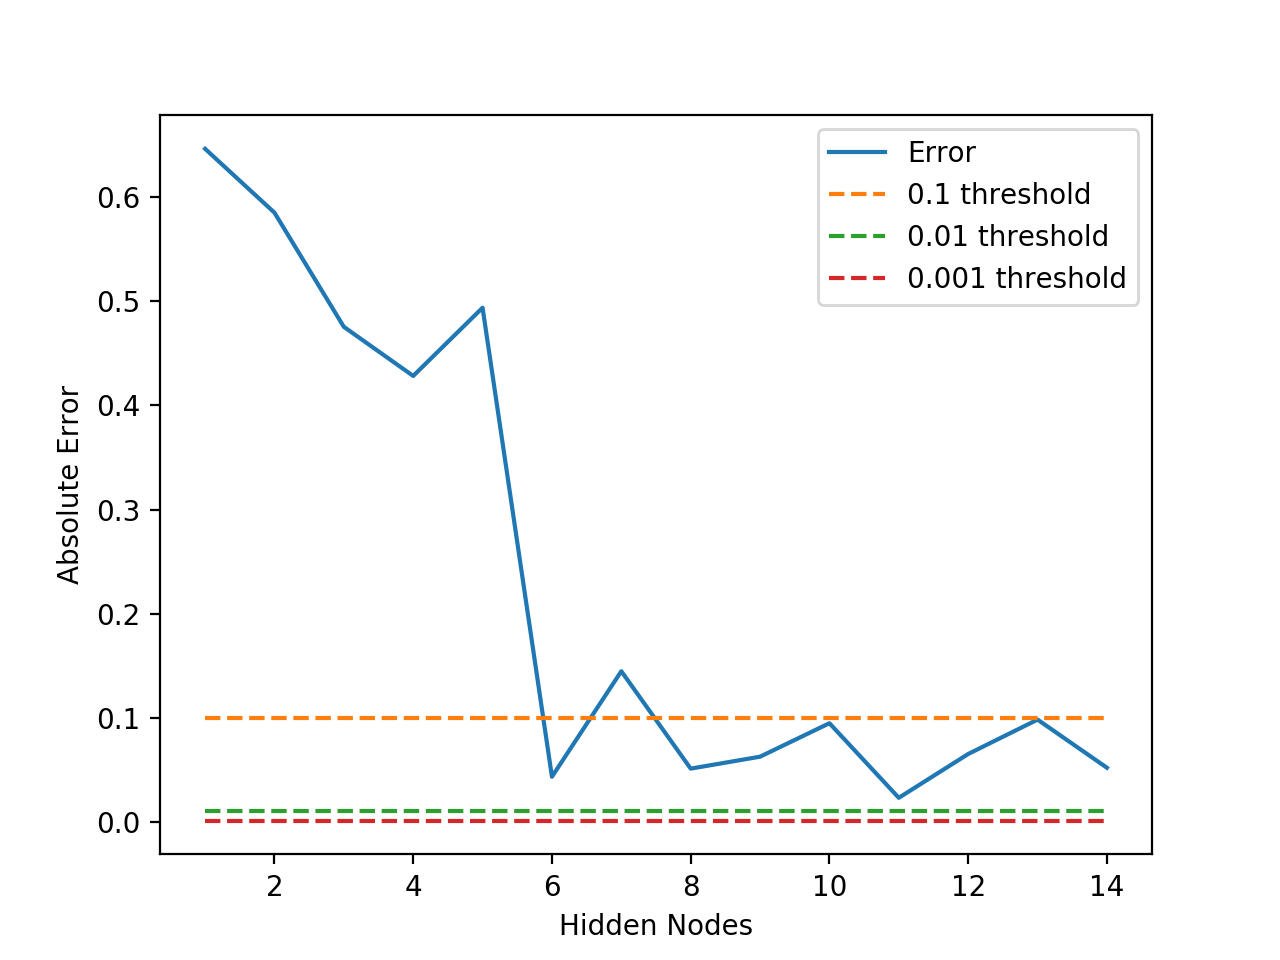 Error
0.1 threshold
0.01 threshold
0.001 threshold
0.6
0.5
0.4
0.3
0.2
0.1
0.0
Absolute Error
2 4 6 8 10 12 14
Hidden Nodes